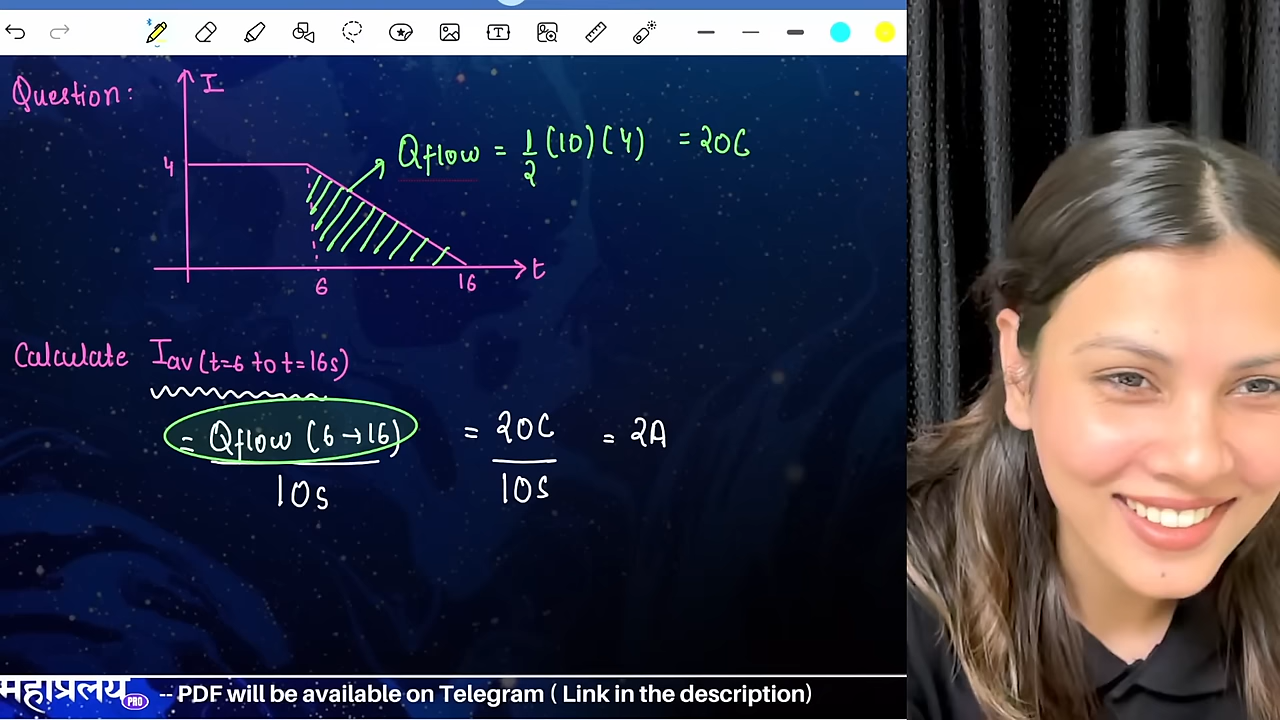 Question:
I
4
Qflow = 1/2 (10) (4) = 20C
t
6
16
Calculate Iav (t=6 to t=16s)
= Qflow (6→16) = 20C = 2A
10s 10s
महाप्रलय PRO -- PDF will be available on Telegram ( Link in the description)